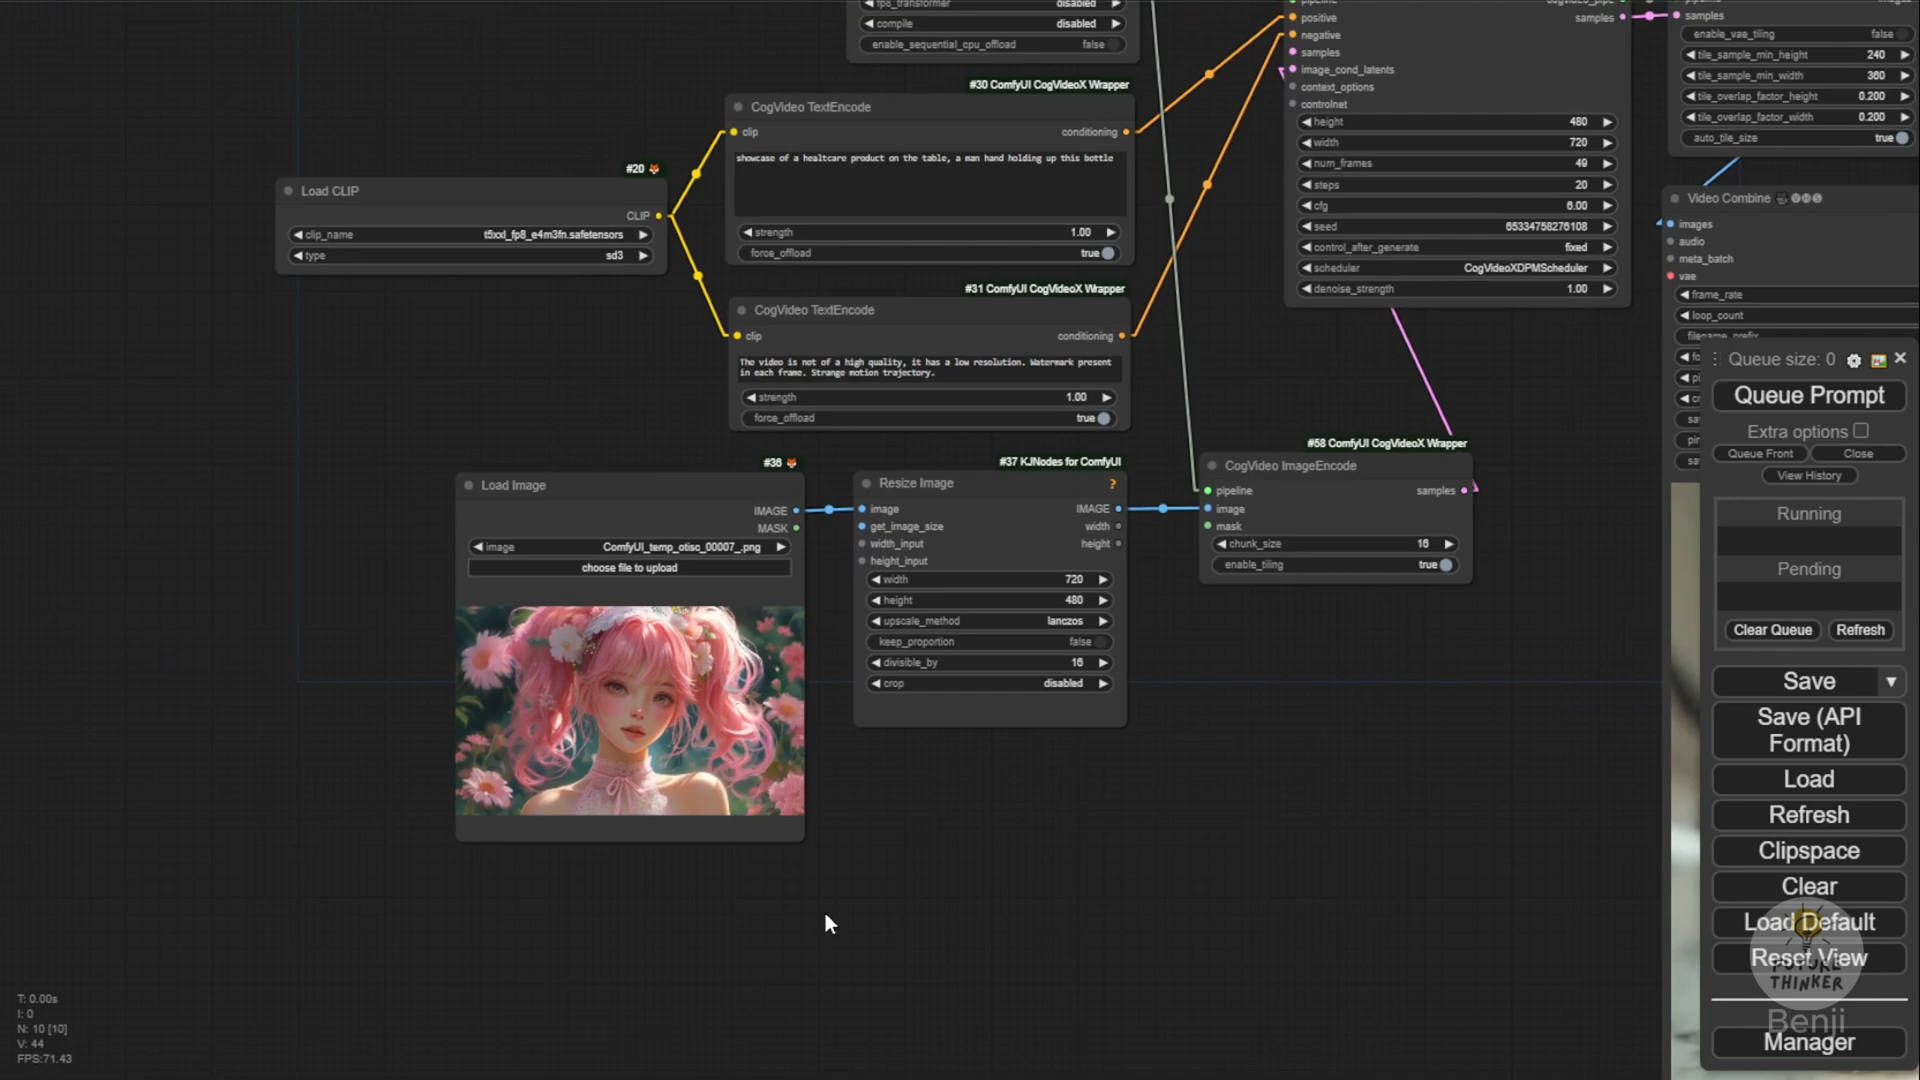 fp8_transformer disabled
compile disabled
enable_sequential_cpu_offload false
#30 ComfyUI CogVideoX Wrapper
CogVideo TextEncode
clip conditioning
showcase of a healtcare product on the table, a man hand holding up this bottle
strength 1.00
force_offload true
#20
Load CLIP
CLIP
clip_name t5xxl_fp8_e4m3fn.safetensors
type sd3
#31 ComfyUI CogVideoX Wrapper
CogVideo TextEncode
clip conditioning
The video is not of a high quality, it has a low resolution. Watermark present
in each frame. Strange motion trajectory.
strength 1.00
force_offload true
#36
Load Image
IMAGE
MASK
image ComfyUI_temp_otisc_00007_.png
choose file to upload
#37 KJNodes for ComfyUI
Resize Image ?
image IMAGE
get_image_size width
width_input height
height_input
width 720
height 480
upscale_method lanczos
keep_proportion false
divisible_by 16
crop disabled
#58 ComfyUI CogVideoX Wrapper
CogVideo ImageEncode
pipeline samples
image
mask
chunk_size 16
enable_tiling true
pipeline cogvideo_pipe
positive samples
negative
samples
image_cond_latents
context_options
controlnet
height 480
width 720
num_frames 49
steps 20
cfg 6.00
seed 65334758276108
control_after_generate fixed
scheduler CogVideoXDPMScheduler
denoise_strength 1.00
samples
enable_vae_tiling false
tile_sample_min_height 240
tile_sample_min_width 360
tile_overlap_factor_height 0.200
tile_overlap_factor_width 0.200
auto_tile_size true
Video Combine
images
audio
meta_batch
vae
frame_rate
loop_count
filename_prefix
Queue size: 0
Queue Prompt
Extra options
Queue Front Close
View History
Running
Pending
Clear Queue Refresh
Save
Save (API
Format)
Load
Refresh
Clipspace
Clear
Load Default
Reset View
FUTURE
THINKER
Benji
Manager
T: 0.00s
I: 0
N: 10 [10]
V: 44
FPS:71.43